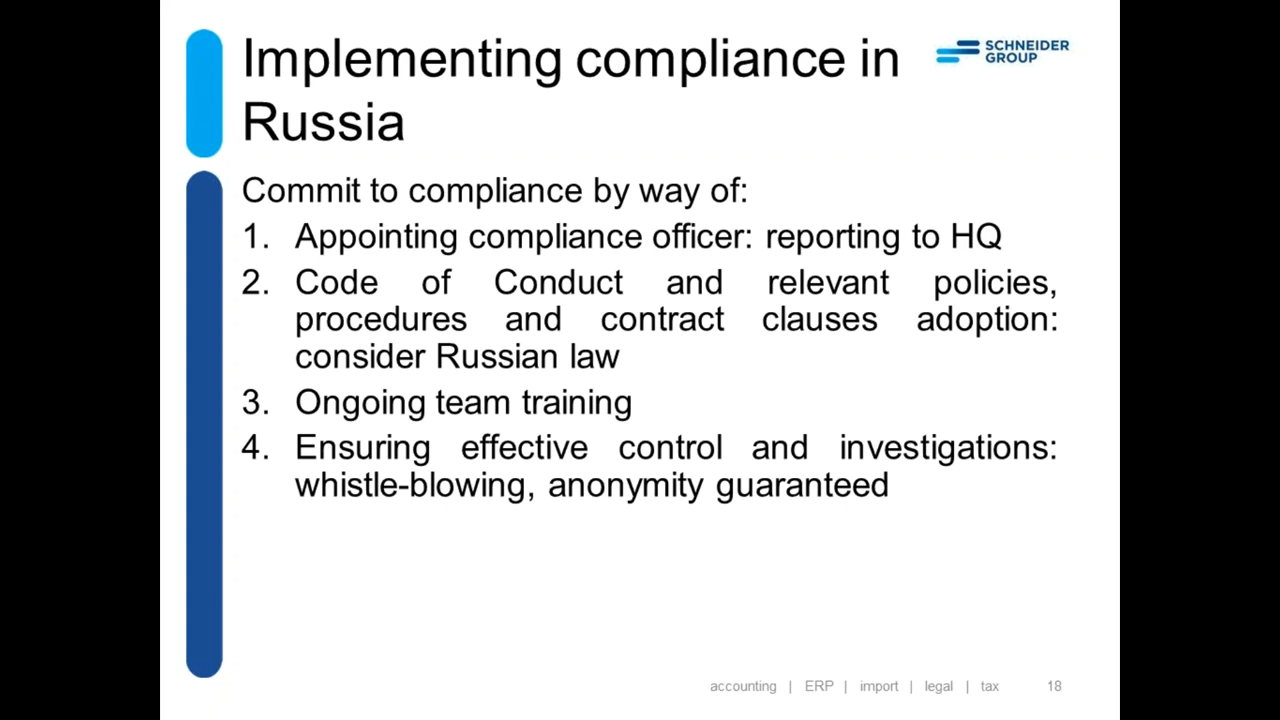 Implementing compliance in
Russia
SCHNEIDER
GROUP
Commit to compliance by way of:
1. Appointing compliance officer: reporting to HQ
2. Code of Conduct and relevant policies,
procedures and contract clauses adoption:
consider Russian law
3. Ongoing team training
4. Ensuring effective control and investigations:
whistle-blowing, anonymity guaranteed
accounting | ERP | import | legal | tax 18